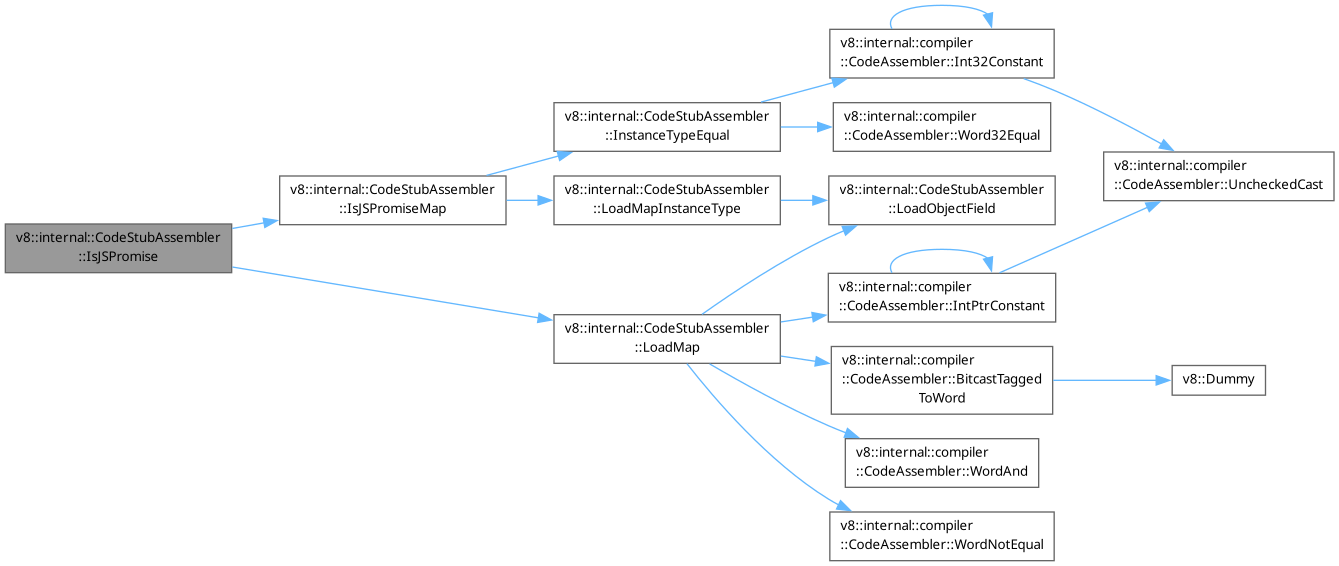 v8::internal::CodeStubAssembler
::IsJSPromise
v8::internal::CodeStubAssembler
::IsJSPromiseMap
v8::internal::CodeStubAssembler
::InstanceTypeEqual
v8::internal::CodeStubAssembler
::LoadMapInstanceType
v8::internal::CodeStubAssembler
::LoadMap
v8::internal::compiler
::CodeAssembler::Int32Constant
v8::internal::compiler
::CodeAssembler::Word32Equal
v8::internal::CodeStubAssembler
::LoadObjectField
v8::internal::compiler
::CodeAssembler::IntPtrConstant
v8::internal::compiler
::CodeAssembler::BitcastTagged
ToWord
v8::internal::compiler
::CodeAssembler::WordAnd
v8::internal::compiler
::CodeAssembler::WordNotEqual
v8::internal::compiler
::CodeAssembler::UncheckedCast
v8::Dummy